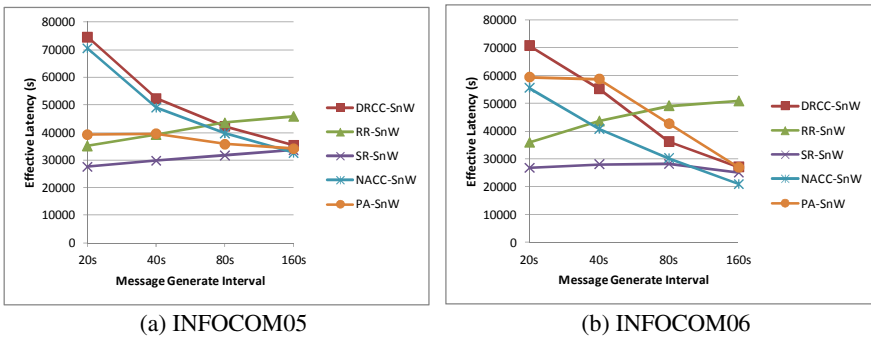 80000
70000
60000
50000
40000
30000
20000
10000
0
Effective Latency (s)
20s 40s 80s 160s
Message Generate Interval
DRCC-SnW
RR-SnW
SR-SnW
NACC-SnW
PA-SnW
(a) INFOCOM05
80000
70000
60000
50000
40000
30000
20000
10000
0
Effective Latency (s)
20s 40s 80s 160s
Message Generate Interval
DRCC-SnW
RR-SnW
SR-SnW
NACC-SnW
PA-SnW
(b) INFOCOM06